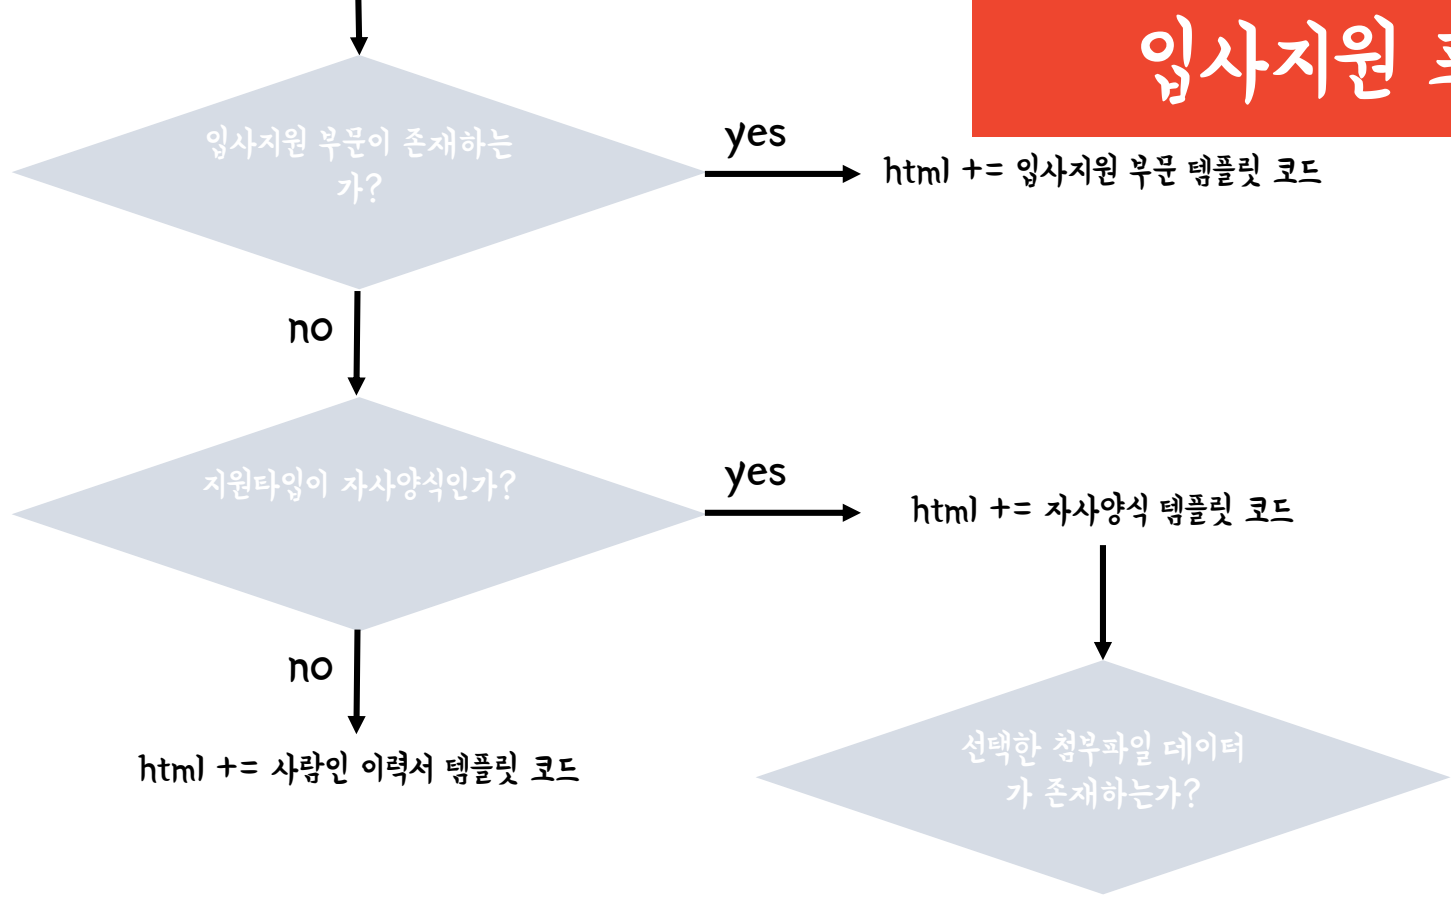 입사지원
입사지원 부문이 존재하는
가?
yes
html += 입사지원 부문 템플릿 코드
no
지원타입이 자사양식인가?
yes
html += 자사양식 템플릿 코드
no
html += 사람인 이력서 템플릿 코드
선택한 첨부파일 데이터
가 존재하는가?